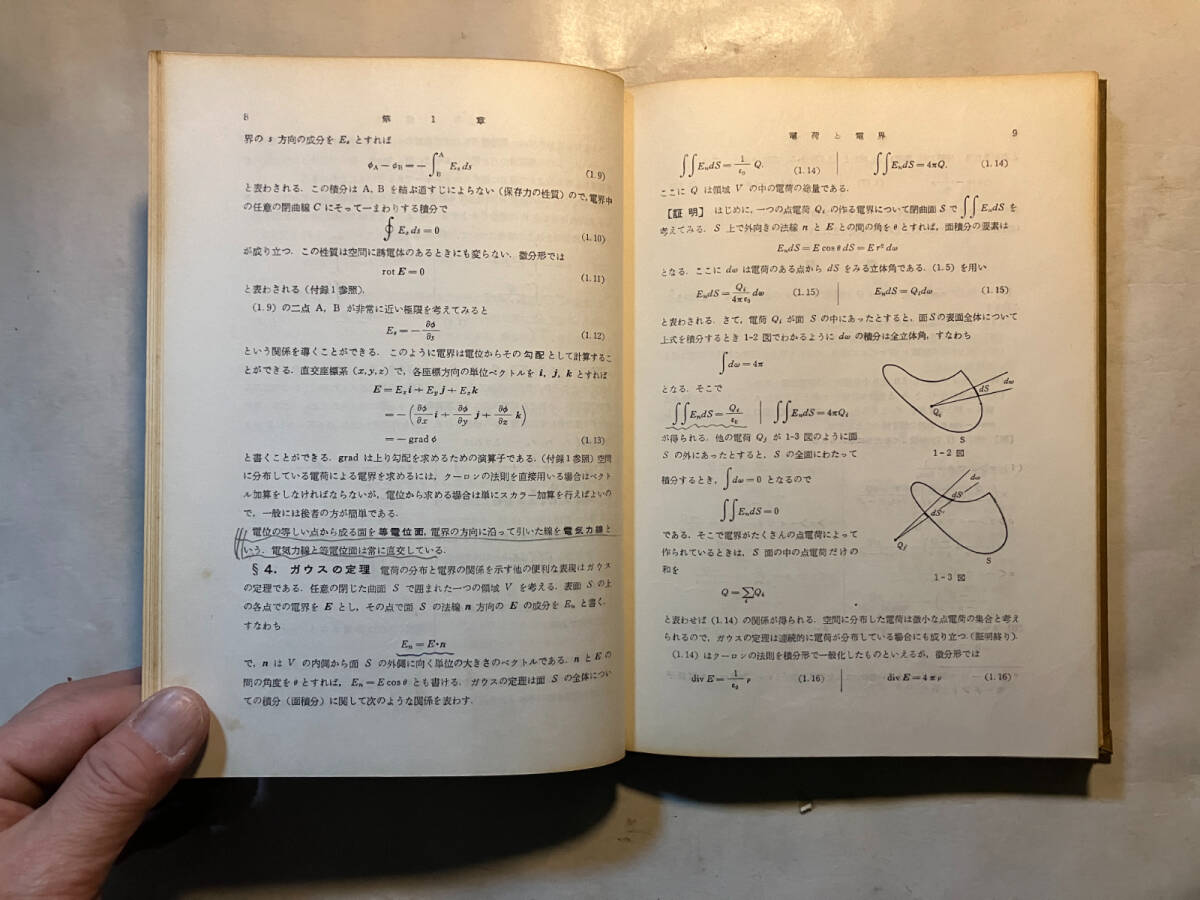 8 第1章
界の s 方向の成分を Es とすれば
φA－φB＝－∫_B^A Es ds (1.9)
と表わされる. この積分は A, B を結ぶ道すじによらない (保存力の性質) ので, 電界中
の任意の閉曲線 C にそって一まわりする積分で
∮Es ds＝0 (1.10)
が成り立つ. この性質は空間に誘電体のあるときにも変らない. 微分形では
rot E＝0 (1.11)
と表わされる (付録1参照).
(1.9) の二点 A, B が非常に近い極限を考えてみると
Es＝－∂φ/∂s (1.12)
という関係を導くことができる. このように電界は電位からその勾配として計算するこ
とができる. 直交座標系 (x, y, z) で, 各座標方向の単位ベクトルを i, j, k とすれば
E＝Ex i＋Ey j＋Ez k
＝－(∂φ/∂x i＋∂φ/∂y j＋∂φ/∂z k)
＝－grad φ (1.13)
と書くことができる. grad は上り勾配を求めるための演算子である. (付録1参照) 空間
に分布している電荷による電界を求めるには, クーロンの法則を直接用いる場合はベクト
ル加算をしなければならないが, 電位から求める場合は単にスカラー加算を行えばよいの
で, 一般には後者の方が簡単である.
電位の等しい点から成る面を等電位面, 電界の方向に沿って引いた線を電気力線と
いう. 電気力線と等電位面は常に直交している.
§4. ガウスの定理 電荷の分布と電界の関係を示す他の便利な表現はガウス
の定理である. 任意の閉じた曲面 S で囲まれた一つの領域 V を考える. 表面 S の上
の各点での電界を E とし, その点で面 S の法線 n 方向の E の成分を En と書く.
すなわち
En＝E•n
で, n は V の内側から面 S の外側に向く単位の大きさのベクトルである. n と E の
間の角度を θ とすれば, En＝E cosθ とも書ける. ガウスの定理は面 S の全体につい
ての積分 (面積分) に関して次のような関係を表わす.
電荷と電界 9
∬EndS＝1/ε0 Q. (1.14) | ∬EndS＝4πQ. (1.14)
ここに Q は領域 V の中の電荷の総量である.
[証明] はじめに, 一つの点電荷 Qi の作る電界について閉曲面 S で ∬EndS を
考えてみる. S 上で外向きの法線 n と E との間の角を θ とすれば, 面積分の要素は
EndS＝E cosθ dS＝E r² dω
となる. ここに dω は電荷のある点から dS をみる立体角である. (1.5) を用い
EndS＝Qi/4πε0 dω (1.15) | EndS＝Qidω (1.15)
と表わされる. さて, 電荷 Qi が面 S の中にあったとすると, 面Sの表面全体について
上式を積分するとき 1-2 図でわかるように dω の積分は全立体角, すなわち
∫dω＝4π
となる. そこで
∬EndS＝Qi/ε0 | ∬EndS＝4πQi
が得られる. 他の電荷 Qj が 1-3 図のように面
S の外にあったとすると, S の全面にわたって
積分するとき, ∫dω＝0 となるので
∬EndS＝0
である. そこで電界がたくさんの点電荷によって
作られているときは, S 面の中の点電荷だけの
和を
Q＝∑i Qi
と表わせば (1.14) の関係が得られる. 空間に分布した電荷は微小な点電荷の集合と考え
られるので, ガウスの定理は連続的に電荷が分布している場合にも成り立つ. (証明終り).
(1.14) はクーロンの法則を積分形で一般化したものといえるが, 微分形では
div E＝1/ε0 ρ (1.16) | div E＝4πρ (1.16)
dω
dS
Qi
S
1-2 図
dω
dS
dS'
Qj
S
1-3 図